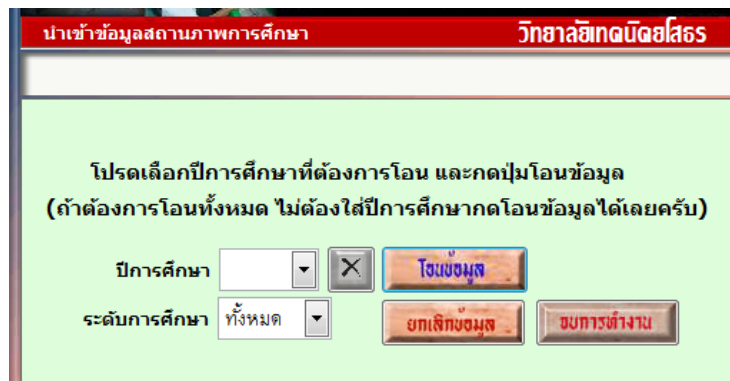 นำเข้าข้อมูลสถานภาพการศึกษา วิทยาลัยเทคนิคยโสธร
โปรดเลือกปีการศึกษาที่ต้องการโอน และกดปุ่มโอนข้อมูล
(ถ้าต้องการโอนทั้งหมด ไม่ต้องใส่ปีการศึกษากดโอนข้อมูลได้เลยครับ)
ปีการศึกษา โอนข้อมูล
ระดับการศึกษา ทั้งหมด ยกเลิกข้อมูล จบการทำงาน